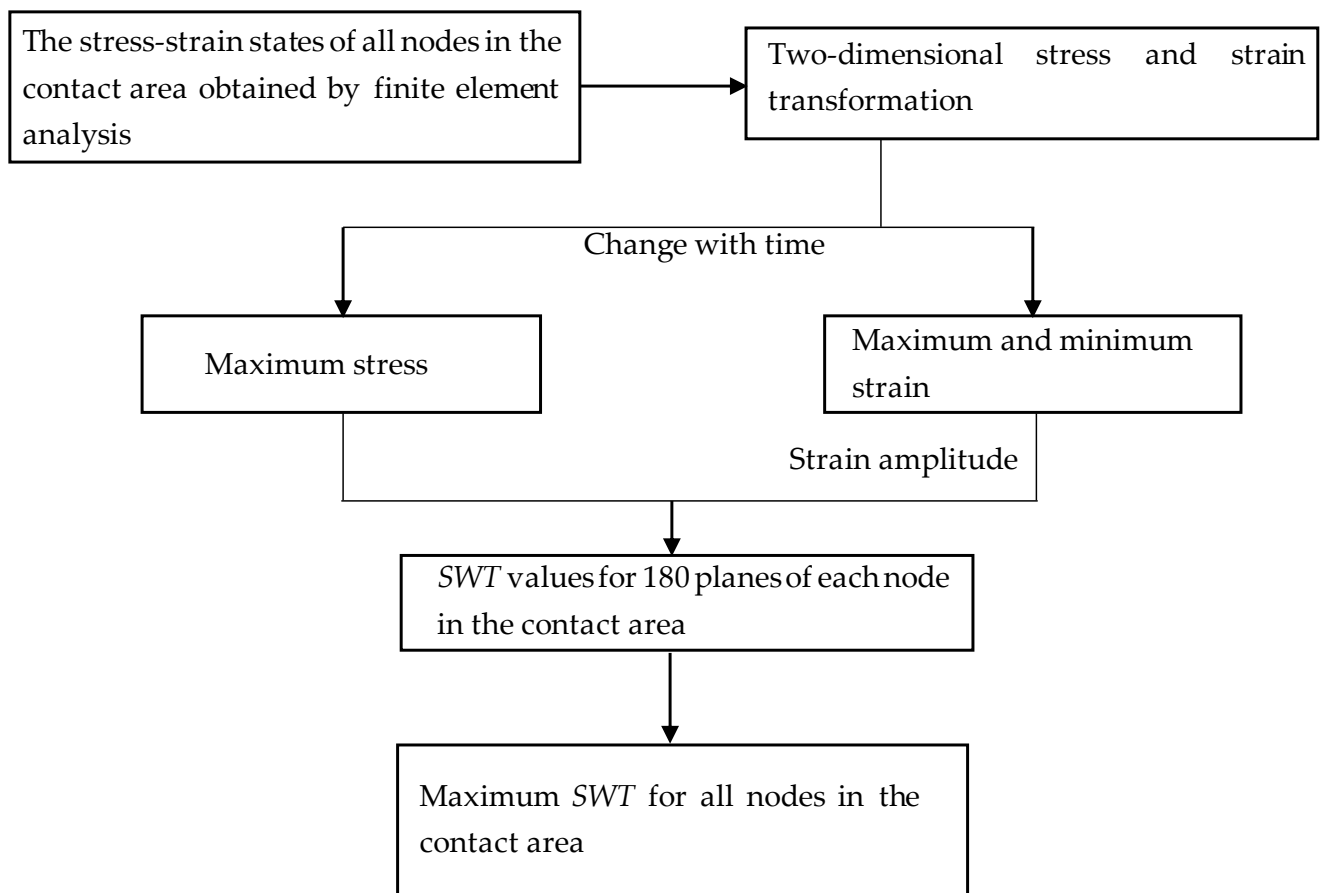 The stress-strain states of all nodes in the
contact area obtained by finite element
analysis
Two-dimensional stress and strain
transformation
Change with time
Maximum stress
Maximum and minimum
strain
Strain amplitude
SWT values for 180 planes of each node
in the contact area
Maximum SWT for all nodes in the
contact area